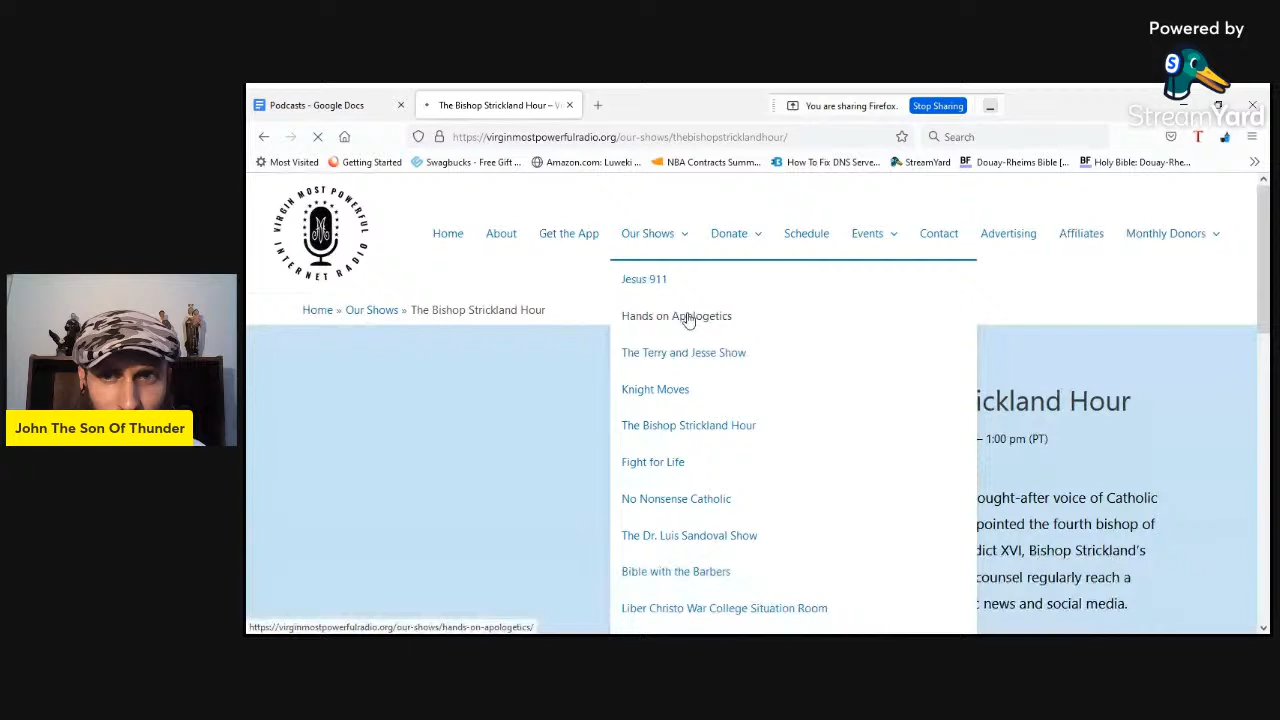 Powered by
StreamYard
Podcasts - Google Docs
The Bishop Strickland Hour – V
You are sharing Firefox.
Stop Sharing
https://virginmostpowerfulradio.org/our-shows/thebishopstricklandhour/
Search
Most Visited
Getting Started
Swagbucks - Free Gift ...
Amazon.com: Luweki ...
NBA Contracts Summ...
How To Fix DNS Serve...
StreamYard
Douay-Rheims Bible [...
Holy Bible: Douay-Rhe...
VIRGIN MOST POWERFUL
INTERNET RADIO
Home
About
Get the App
Our Shows
Donate
Schedule
Events
Contact
Advertising
Affiliates
Monthly Donors
Jesus 911
Home » Our Shows » The Bishop Strickland Hour
Hands on Apologetics
The Terry and Jesse Show
Knight Moves
The Bishop Strickland Hour
Fight for Life
No Nonsense Catholic
The Dr. Luis Sandoval Show
Bible with the Barbers
Liber Christo War College Situation Room
ickland Hour
– 1:00 pm (PT)
ought-after voice of Catholic
pointed the fourth bishop of
dict XVI, Bishop Strickland's
counsel regularly reach a
c news and social media.
https://virginmostpowerfulradio.org/our-shows/hands-on-apologetics/
John The Son Of Thunder